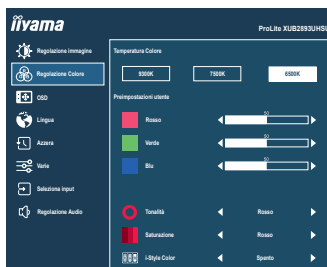 iiyama
ProLite XUB2893UHSU
Regolazione immagine
Regolazione Colore
OSD
Lingua
Azzera
Varie
Seleziona input
Regolazione Audio
Temperatura Colore
9300K
7500K
6500K
Preimpostazioni utente
Rosso
50
Verde
50
Blu
50
Tonelità
Rosso
Saturazione
Rosso
i-Style Color
Spento